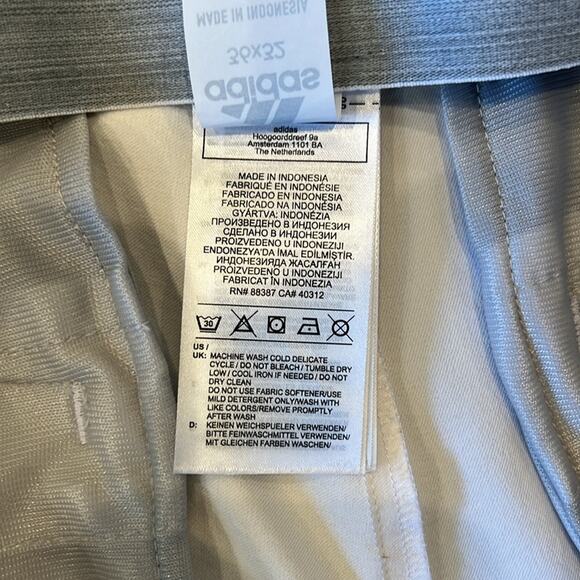 MADE IN INDONESIA
36x32
adidas
adidas
Hoogoorddreef 9a
Amsterdam 1101 BA
The Netherlands
MADE IN INDONESIA
FABRIQUÉ EN INDONÉSIE
FABRICADO EN INDONESIA
FABRICADO NA INDONÉSIA
GYÁRTVA: INDONÉZIA
ПРОИЗВЕДЕНО В ИНДОНЕЗИЯ
СДЕЛАНО В ИНДОНЕЗИИ
PROIZVEDENO U INDONEZIJI
ENDONEZYA'DA İMAL EDİLMİŞTİR.
ИНДОНЕЗИЯДА ЖАСАЛҒАН
PROIZVEDENO U INDONEZIJI
FABRICAT ÎN INDONEZIA
RN# 88387 CA# 40312
30
US /
UK: MACHINE WASH COLD DELICATE
CYCLE / DO NOT BLEACH / TUMBLE DRY
LOW / COOL IRON IF NEEDED / DO NOT
DRY CLEAN
DO NOT USE FABRIC SOFTENER/USE
MILD DETERGENT ONLY/WASH WITH
LIKE COLORS/REMOVE PROMPTLY
AFTER WASH
D: KEINEN WEICHSPUELER VERWENDEN/
BITTE FEINWASCHMITTEL VERWENDEN/
MIT GLEICHEN FARBEN WASCHEN/